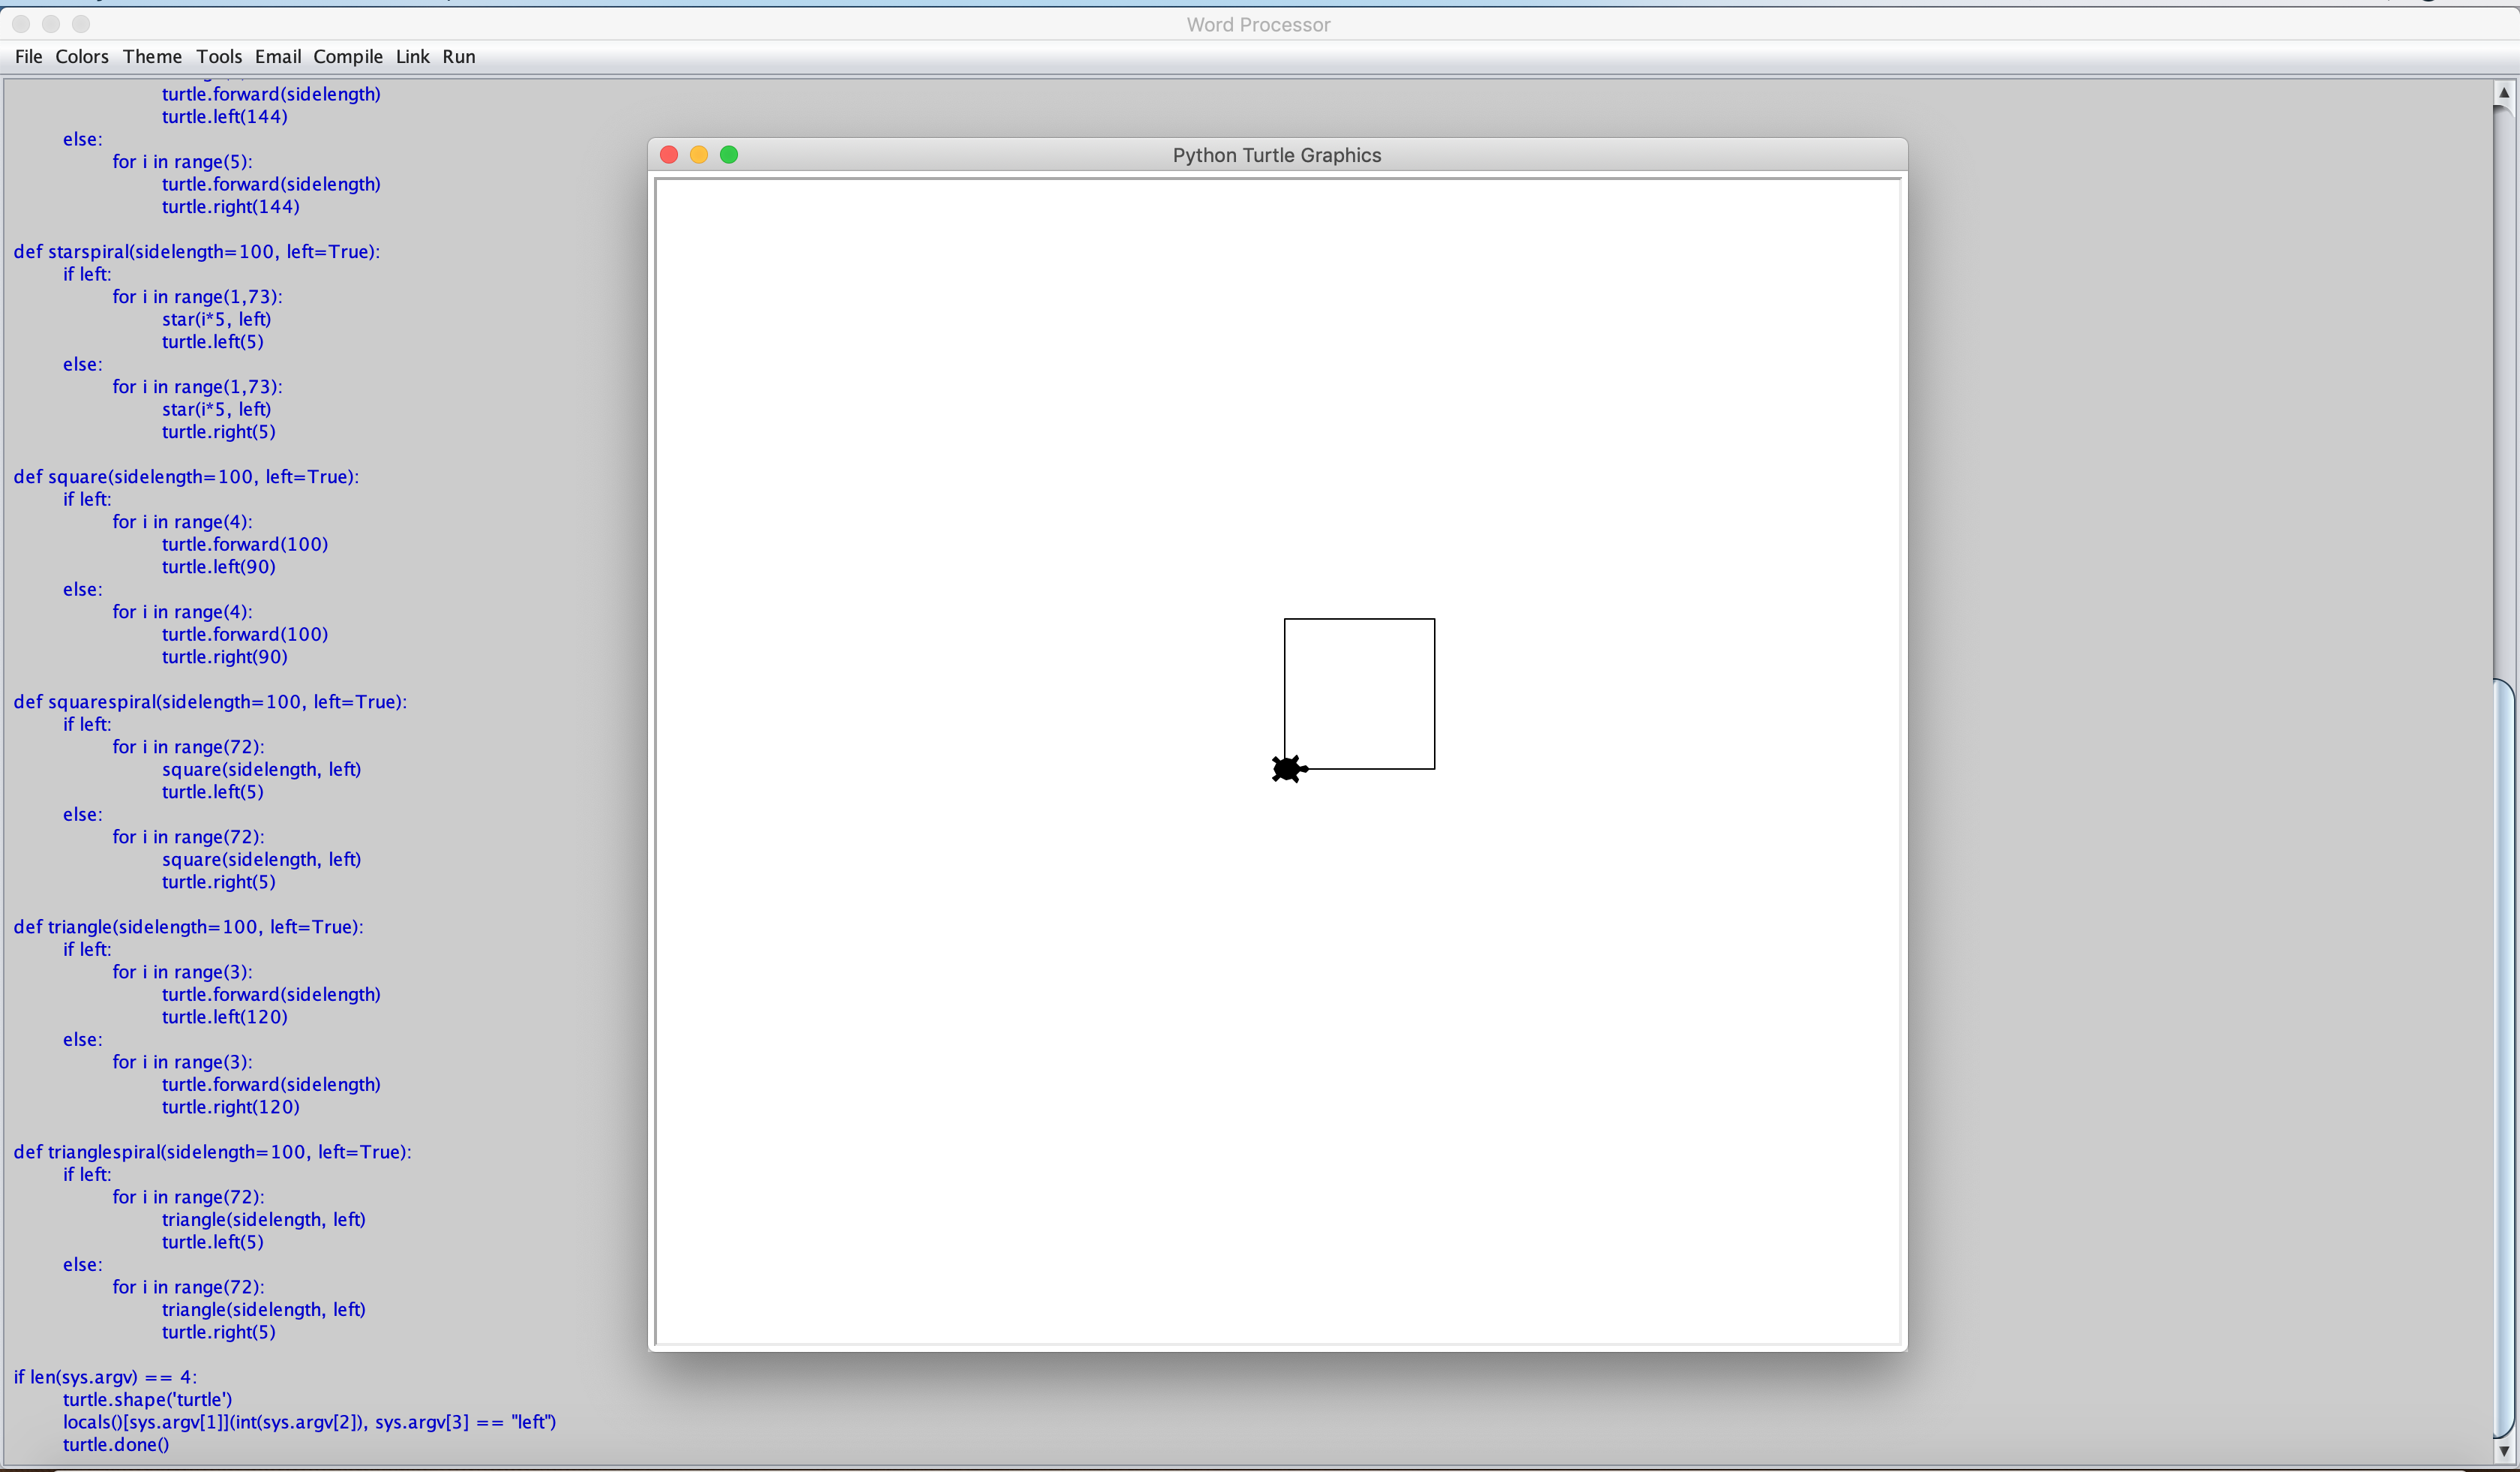 Word Processor
File Colors Theme Tools Email Compile Link Run
turtle.forward(sidelength)
turtle.left(144)
else:
for i in range(5):
turtle.forward(sidelength)
turtle.right(144)
def starspiral(sidelength=100, left=True):
if left:
for i in range(1,73):
star(i*5, left)
turtle.left(5)
else:
for i in range(1,73):
star(i*5, left)
turtle.right(5)
def square(sidelength=100, left=True):
if left:
for i in range(4):
turtle.forward(100)
turtle.left(90)
else:
for i in range(4):
turtle.forward(100)
turtle.right(90)
def squarespiral(sidelength=100, left=True):
if left:
for i in range(72):
square(sidelength, left)
turtle.left(5)
else:
for i in range(72):
square(sidelength, left)
turtle.right(5)
def triangle(sidelength=100, left=True):
if left:
for i in range(3):
turtle.forward(sidelength)
turtle.left(120)
else:
for i in range(3):
turtle.forward(sidelength)
turtle.right(120)
def trianglespiral(sidelength=100, left=True):
if left:
for i in range(72):
triangle(sidelength, left)
turtle.left(5)
else:
for i in range(72):
triangle(sidelength, left)
turtle.right(5)
if len(sys.argv) == 4:
turtle.shape('turtle')
locals()[sys.argv[1]](int(sys.argv[2]), sys.argv[3] == "left")
turtle.done()
Python Turtle Graphics